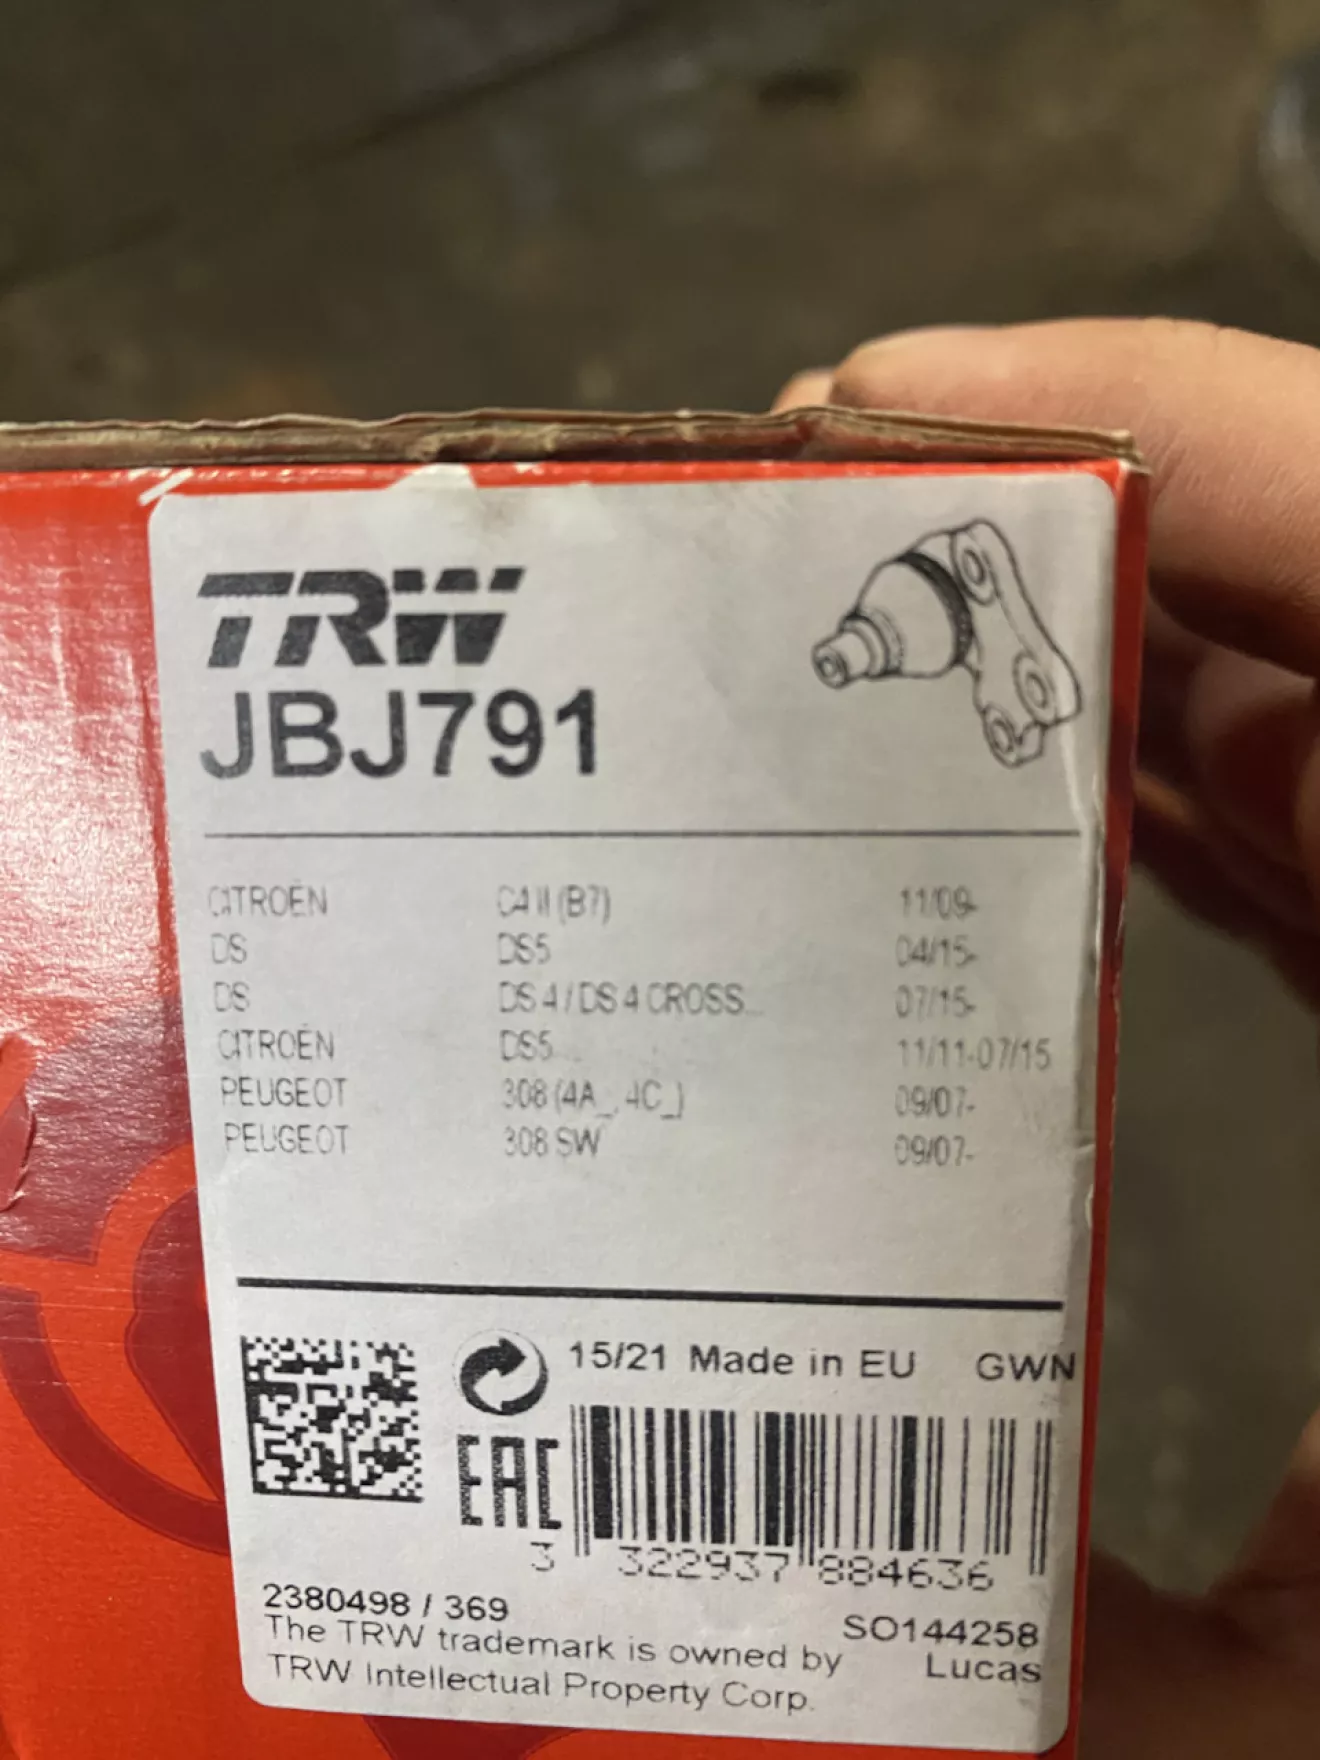 TRW
JBJ791
CITROËN C4 II (B7) 11/09-
DS DS5 04/15-
DS DS 4 / DS 4 CROSS... 07/15-
CITROËN DS5 11/11-07/15
PEUGEOT 308 (4A_, 4C_) 09/07-
PEUGEOT 308 SW 09/07-
15/21 Made in EU GWN
EAC
3 322937 884636
2380498 / 369
SO144258
The TRW trademark is owned by
Lucas
TRW Intellectual Property Corp.